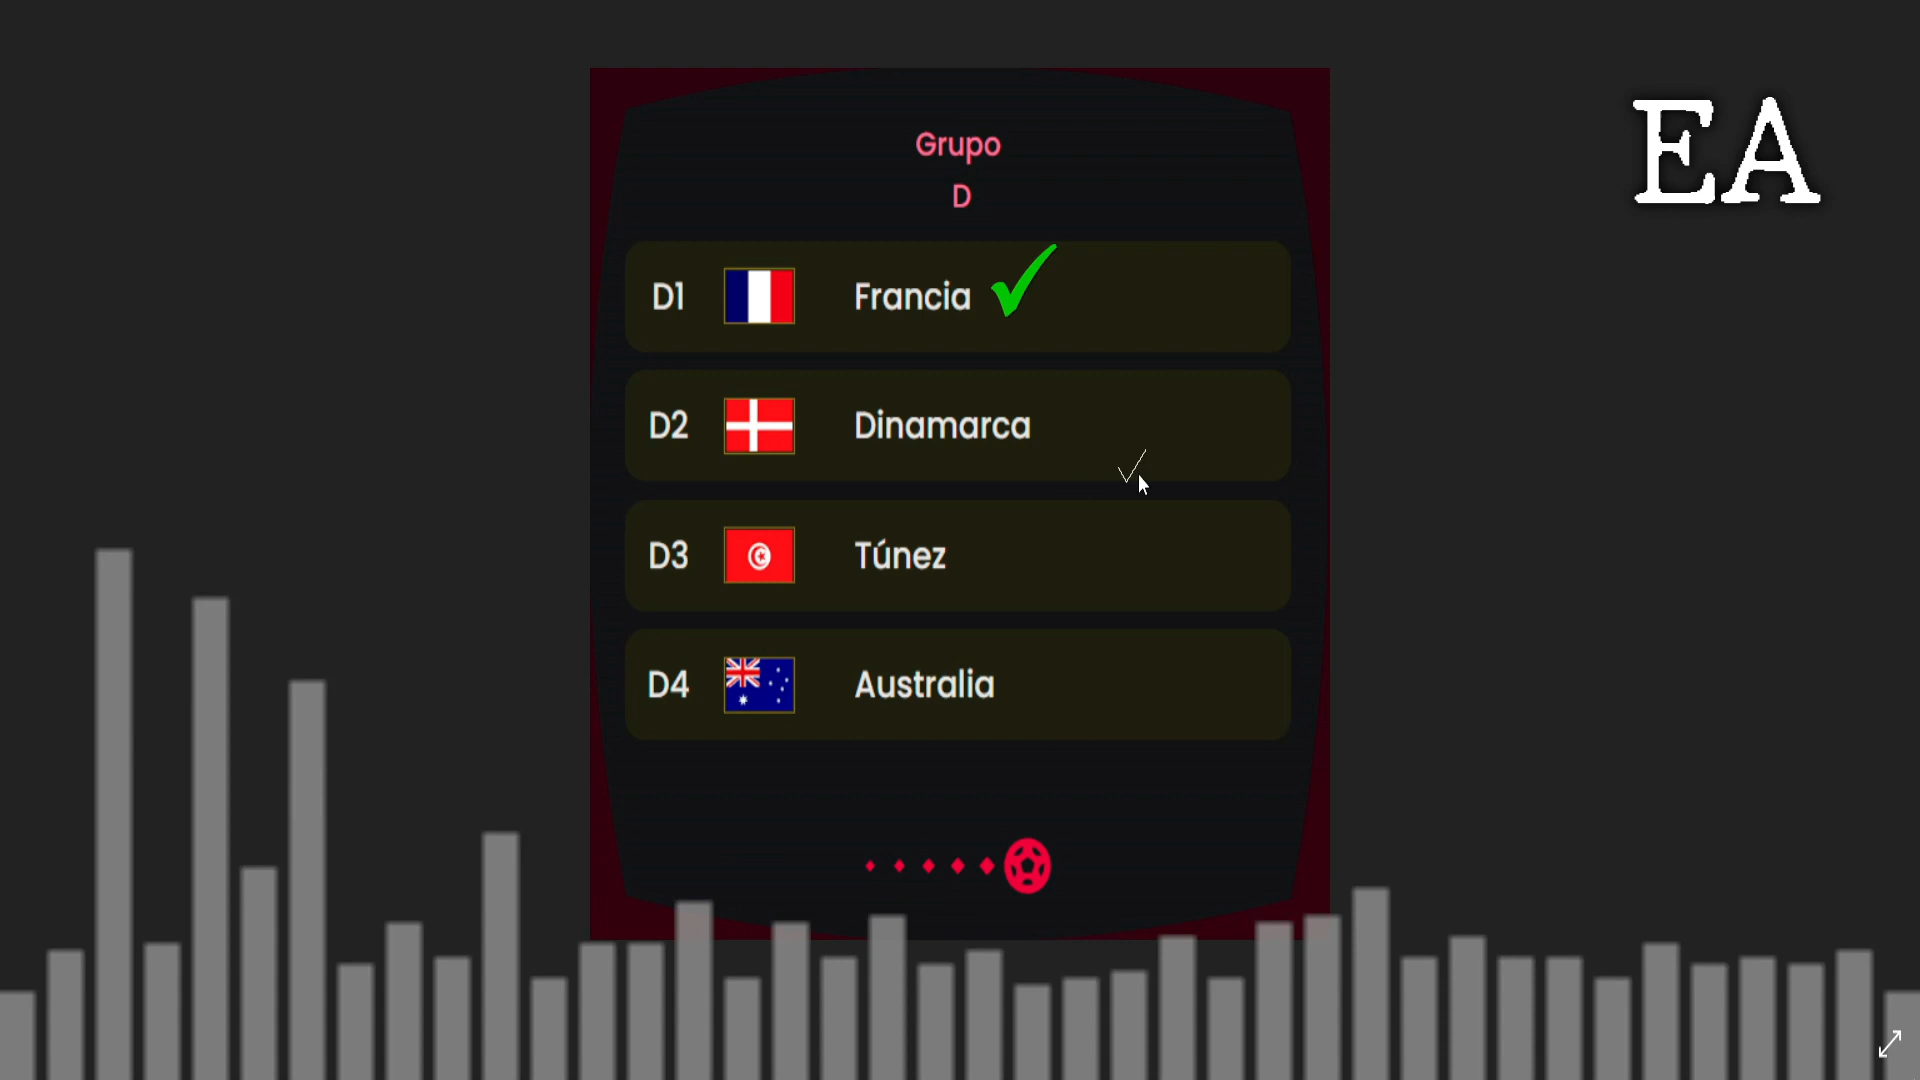 EA
Grupo
D
D1 Francia
D2 Dinamarca
D3 Túnez
D4 Australia